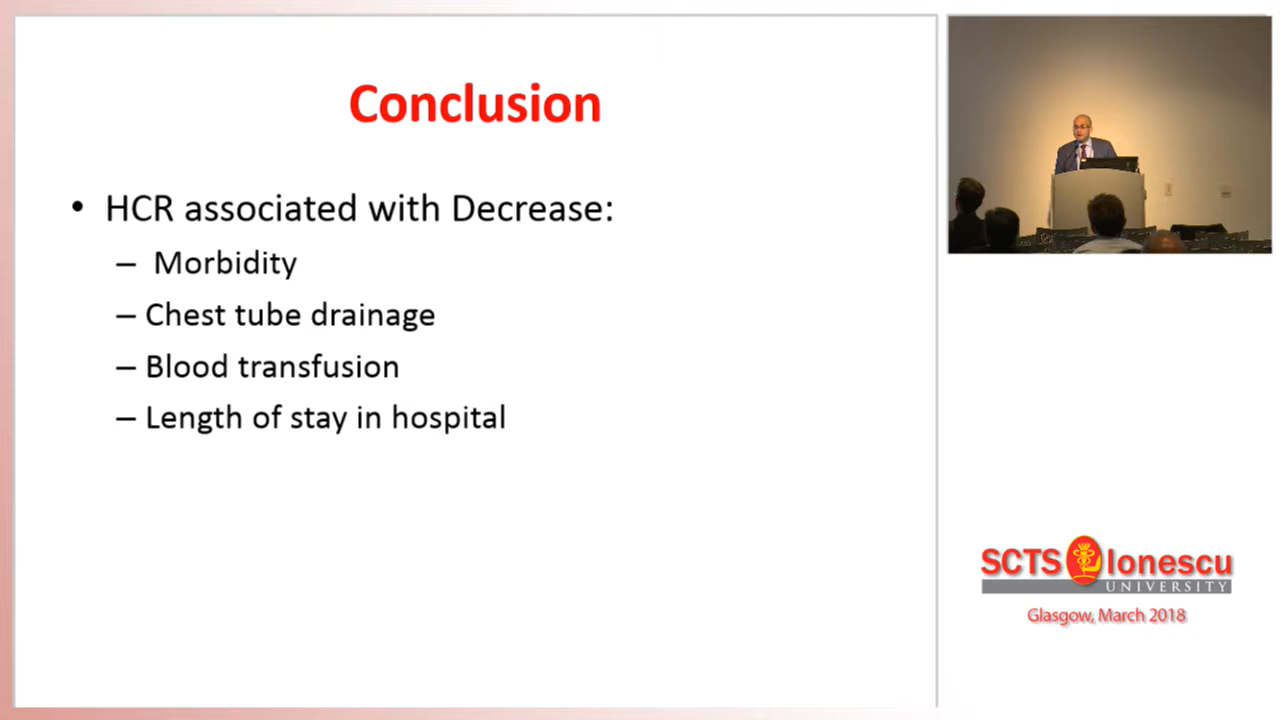 Conclusion
• HCR associated with Decrease:
– Morbidity
– Chest tube drainage
– Blood transfusion
– Length of stay in hospital
SCTS Ionescu
UNIVERSITY
Glasgow, March 2018